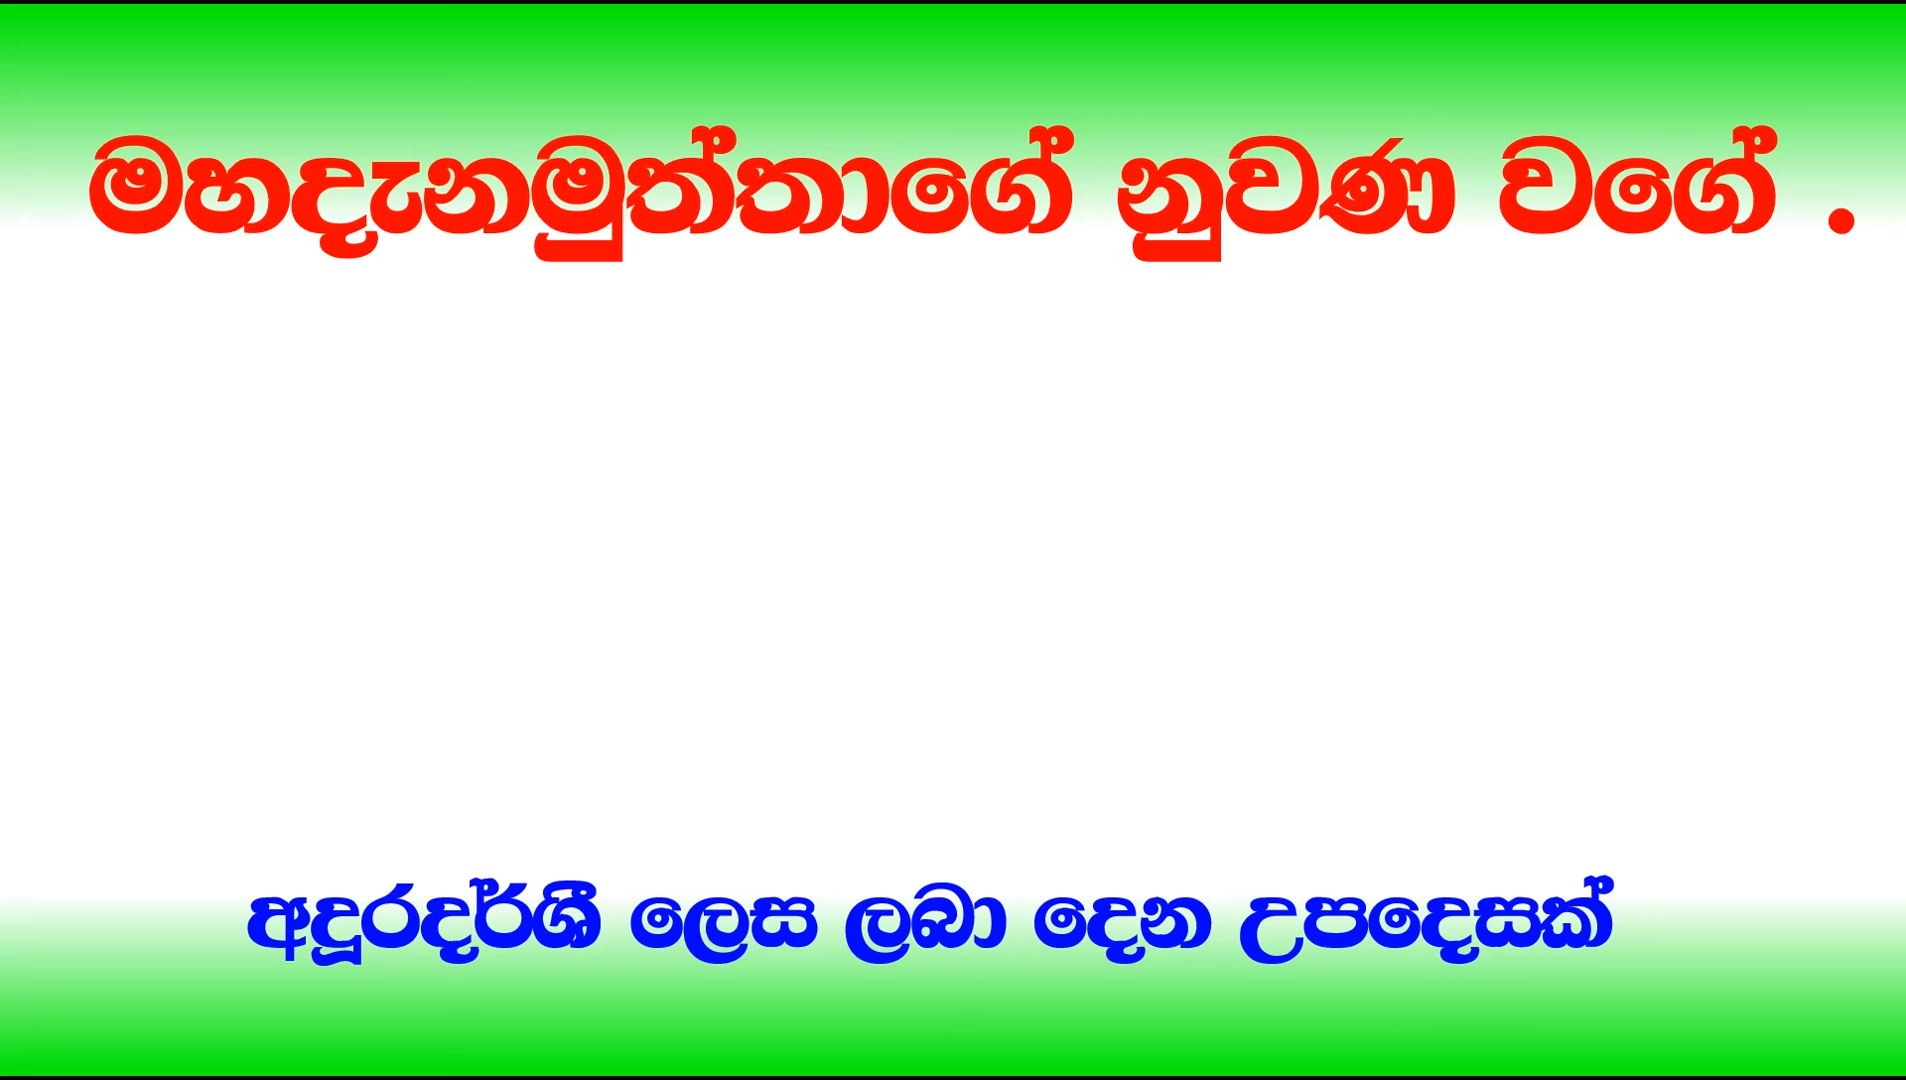 මහදැනමුත්තාගේ නුවණ වගේ .
අදූරදර්ශී ලෙස ලබා දෙන උපදෙසක්